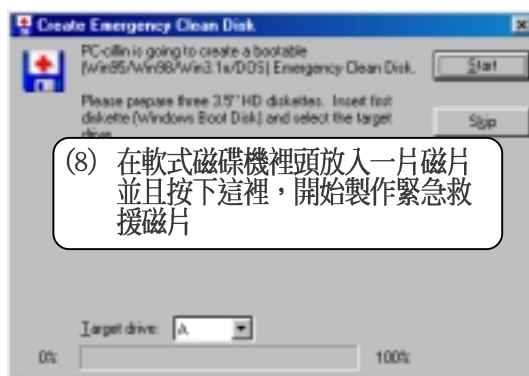 Create Emergency Clean Disk
PC-cillin is going to create a bootable
(Win95/Win98/Win3.1x/DOS) Emergency Clean Disk.
Start
Please prepare three 3.5" HD diskettes. Insert first
diskette (Windows Boot Disk) and select the target
drive.
Skip
(8) 在軟式磁碟機裡頭放入一片磁片
並且按下這裡，開始製作緊急救
援磁片
Target drive: A:
0% 100%